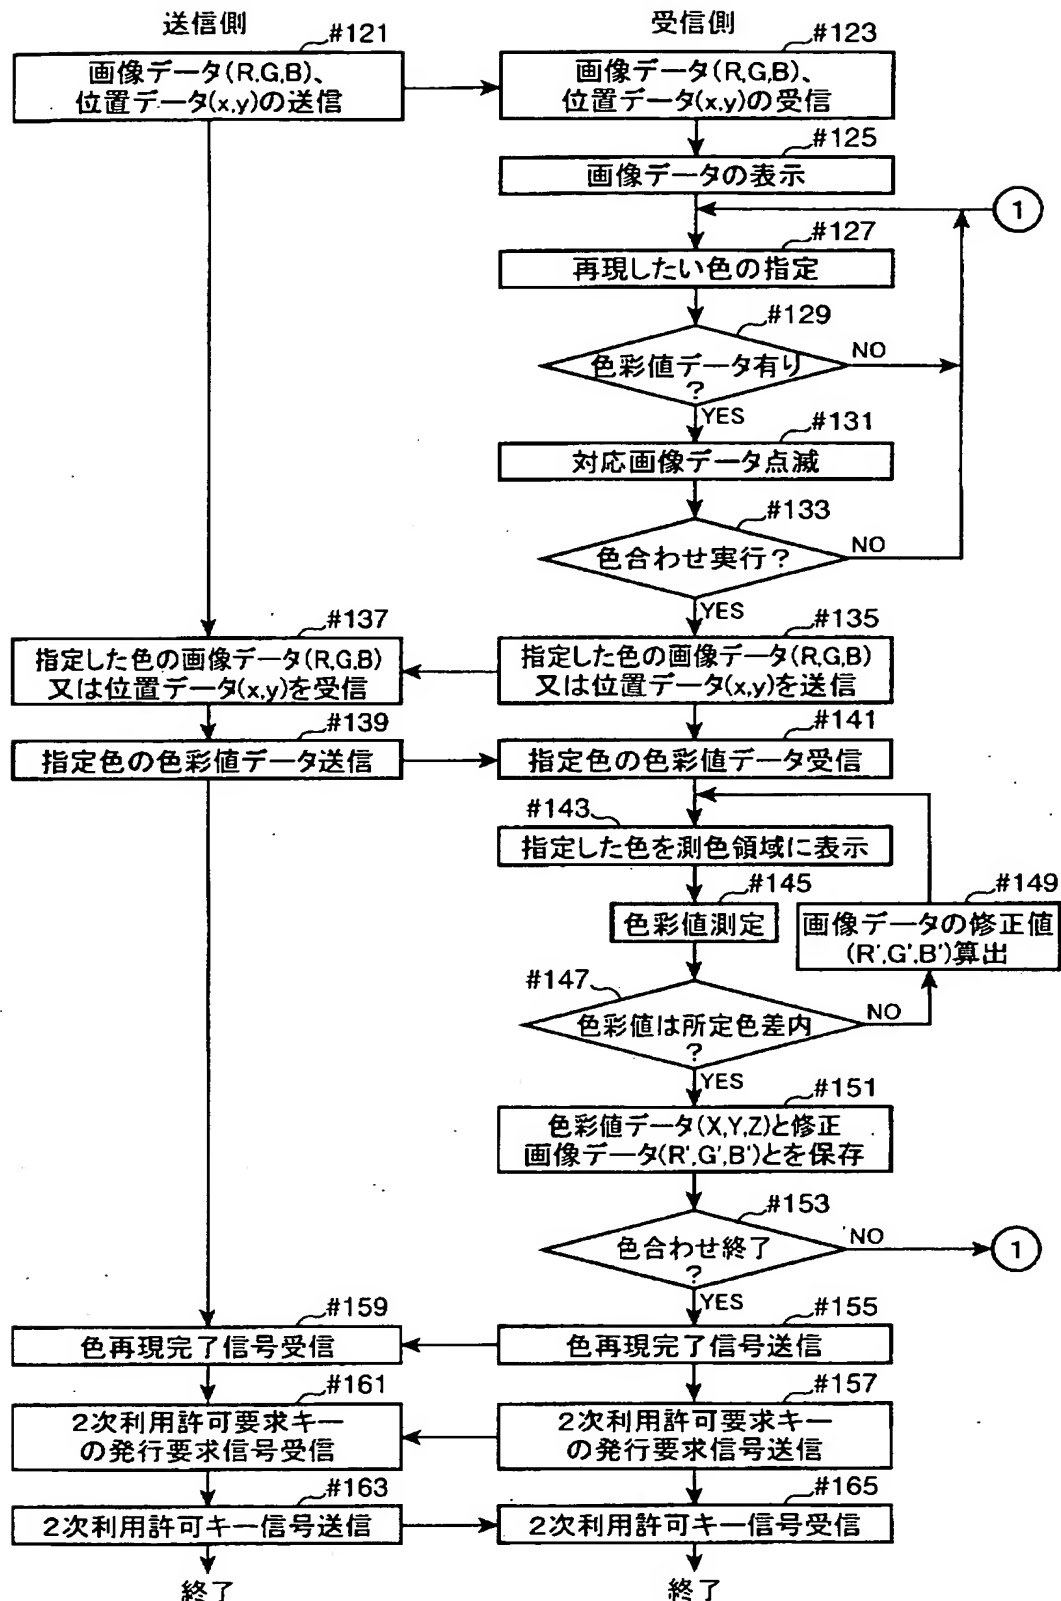 送信側
受信側
#121
#123
画像データ(R,G,B)、
位置データ(x,y)の送信
画像データ(R,G,B)、
位置データ(x,y)の受信
#125
画像データの表示
1
#127
再現したい色の指定
#129
色彩値データ有り
?
NO
YES
#131
対応画像データ点滅
#133
色合わせ実行?
NO
YES
#137
#135
指定した色の画像データ(R,G,B)
又は位置データ(x,y)を受信
指定した色の画像データ(R,G,B)
又は位置データ(x,y)を送信
#139
#141
指定色の色彩値データ送信
指定色の色彩値データ受信
#143
指定した色を測色領域に表示
#145
色彩値測定
#149
画像データの修正値
(R',G',B')算出
#147
色彩値は所定色差内
?
NO
YES
#151
色彩値データ(X,Y,Z)と修正
画像データ(R',G',B')とを保存
#153
色合わせ終了
?
NO
1
YES
#159
#155
色再現完了信号受信
色再現完了信号送信
#161
#157
2次利用許可要求キー
の発行要求信号受信
2次利用許可要求キー
の発行要求信号送信
#163
#165
2次利用許可キー信号送信
2次利用許可キー信号受信
終了
終了